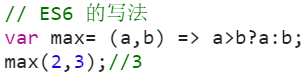 // ES6 的写法
var max= (a,b) => a>b?a:b;
max(2,3);//3